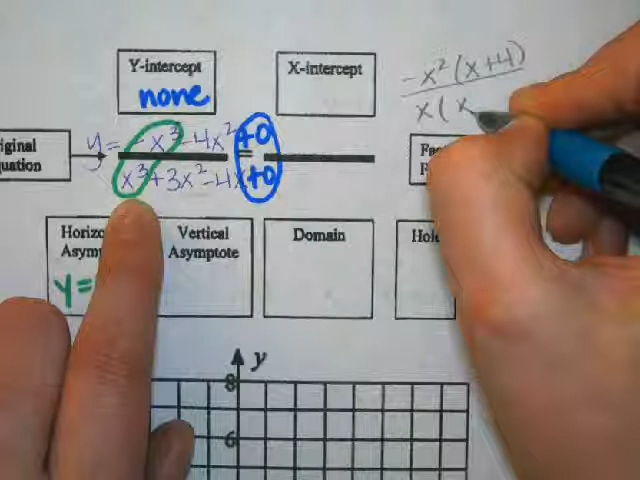 Y-intercept
none
X-intercept
-x²(x+4)
x(x
riginal
quation
y= -x³-4x²+0
x³+3x²-4x+0
=
Fac
F
Horizo
Asymp
y=
Vertical
Asymptote
Domain
Hol
y
8
6